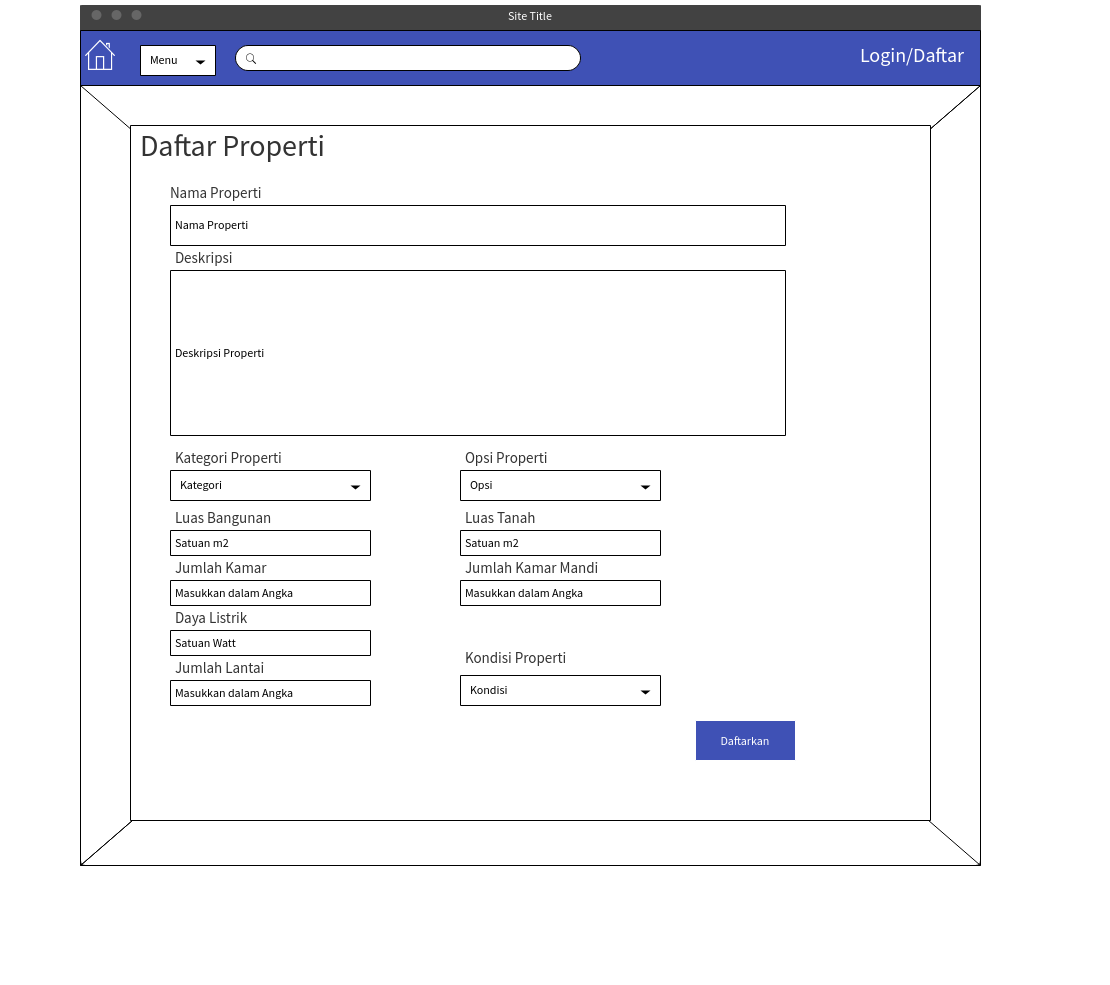 Site Title
Menu
Login/Daftar
Daftar Properti
Nama Properti
Nama Properti
Deskripsi
Deskripsi Properti
Kategori Properti
Opsi Properti
Kategori
Opsi
Luas Bangunan
Luas Tanah
Satuan m2
Satuan m2
Jumlah Kamar
Jumlah Kamar Mandi
Masukkan dalam Angka
Masukkan dalam Angka
Daya Listrik
Satuan Watt
Kondisi Properti
Jumlah Lantai
Kondisi
Masukkan dalam Angka
Daftarkan